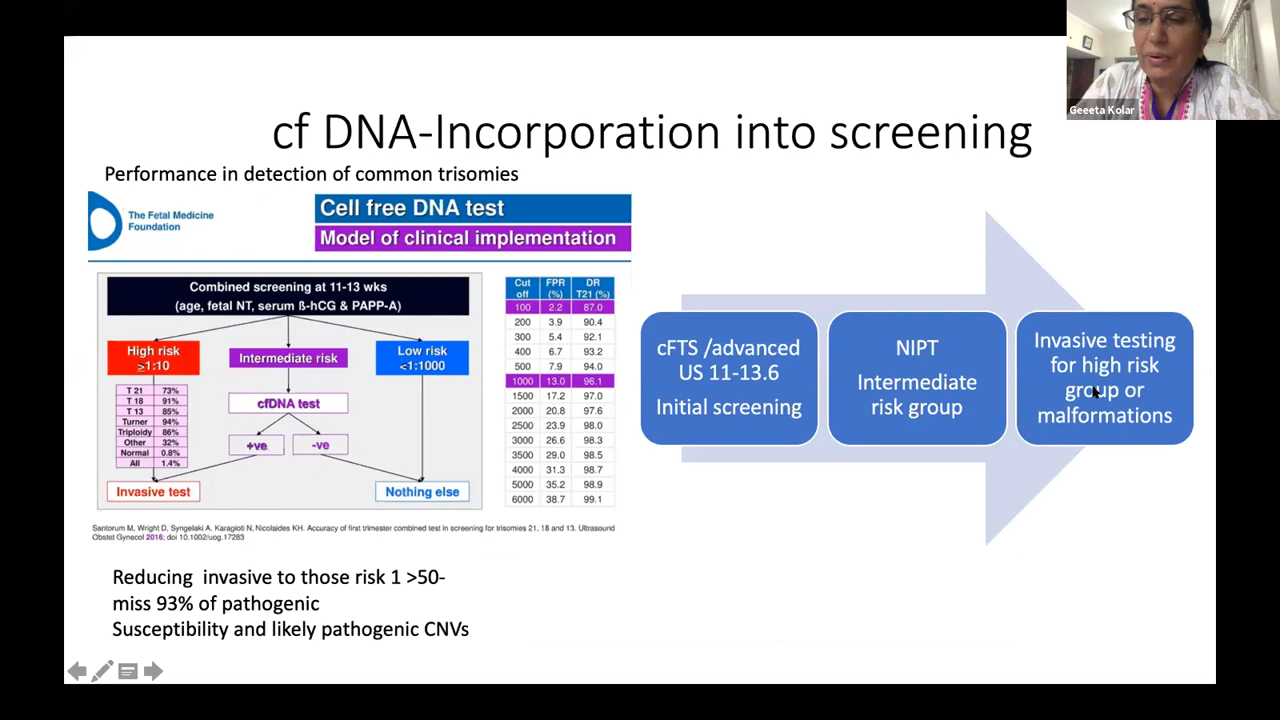 Geeeta Kolar
cf DNA-Incorporation into screening
Performance in detection of common trisomies
The Fetal Medicine
Foundation
Cell free DNA test
Model of clinical implementation
Combined screening at 11-13 wks
(age, fetal NT, serum ß-hCG & PAPP-A)
High risk
≥1:10
Intermediate risk
Low risk
<1:1000
T 21 73%
T 18 91%
T 13 85%
Turner 94%
Triploidy 86%
Other 32%
Normal 0.8%
All 1.4%
cfDNA test
+ve
-ve
Invasive test
Nothing else
Cut off FPR (%) DR T21 (%)
100 2.2 87.0
200 3.9 90.4
300 5.4 92.1
400 6.7 93.2
500 7.9 94.0
1000 13.0 96.1
1500 17.2 97.0
2000 20.8 97.6
2500 23.9 98.0
3000 26.6 98.3
3500 29.0 98.5
4000 31.3 98.7
5000 35.2 98.9
6000 38.7 99.1
Santorum M, Wright D, Syngelaki A. Karagioti N, Nicolaides KH. Accuracy of first trimester combined test in screening for trisomies 21, 18 and 13. Ultrasound
Obstet Gynecol 2016; doi 10.1002/uog.17283
cFTS /advanced
US 11-13.6
Initial screening
NIPT
Intermediate
risk group
Invasive testing
for high risk
group or
malformations
Reducing invasive to those risk 1 >50-
miss 93% of pathogenic
Susceptibility and likely pathogenic CNVs